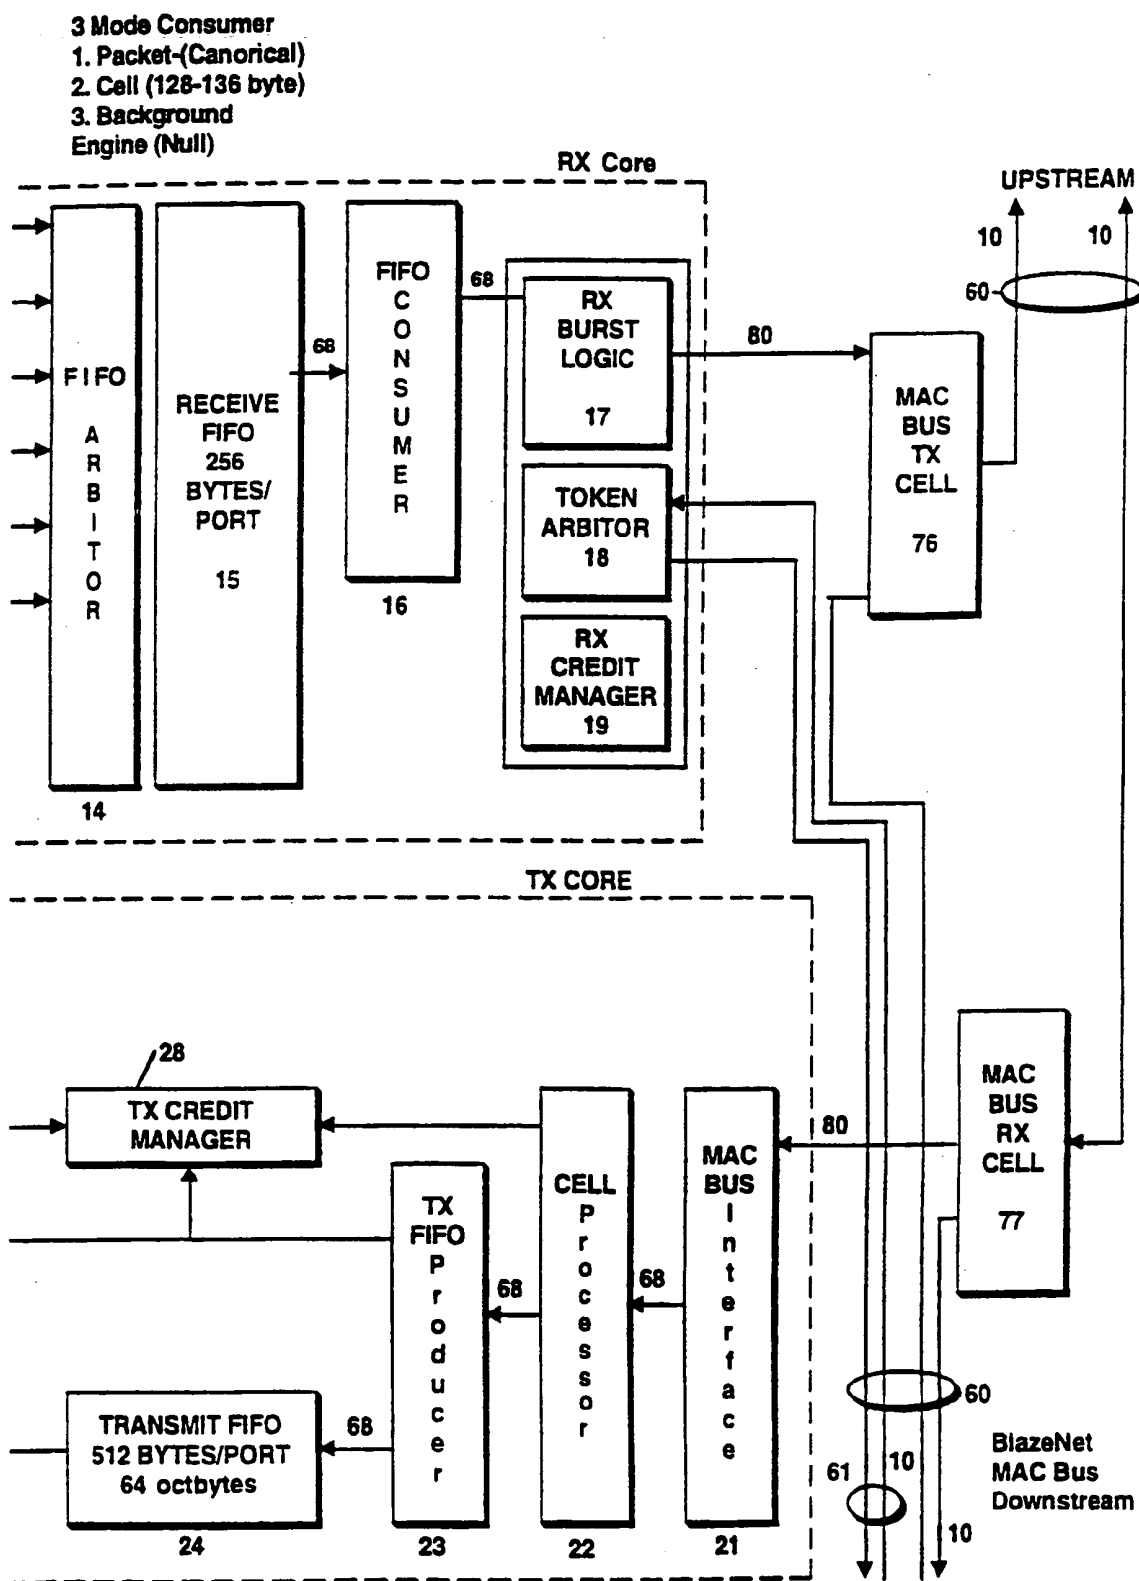 3 Mode Consumer
1. Packet-(Canorical)
2. Cell (128-136 byte)
3. Background
Engine (Null)
RX Core
UPSTREAM
10
10
60
FIFO
ARBITOR
14
RECEIVE
FIFO
256
BYTES/
PORT
15
68
FIFO
CONSUMER
16
68
RX
BURST
LOGIC
17
TOKEN
ARBITOR
18
RX
CREDIT
MANAGER
19
80
MAC
BUS
TX
CELL
76
TX CORE
28
TX CREDIT
MANAGER
TX
FIFO
Producer
23
68
CELL
Processor
22
68
MAC
BUS
Interface
21
80
MAC
BUS
RX
CELL
77
TRANSMIT FIFO
512 BYTES/PORT
64 octbytes
24
68
60
61
10
10
BlazeNet
MAC Bus
Downstream